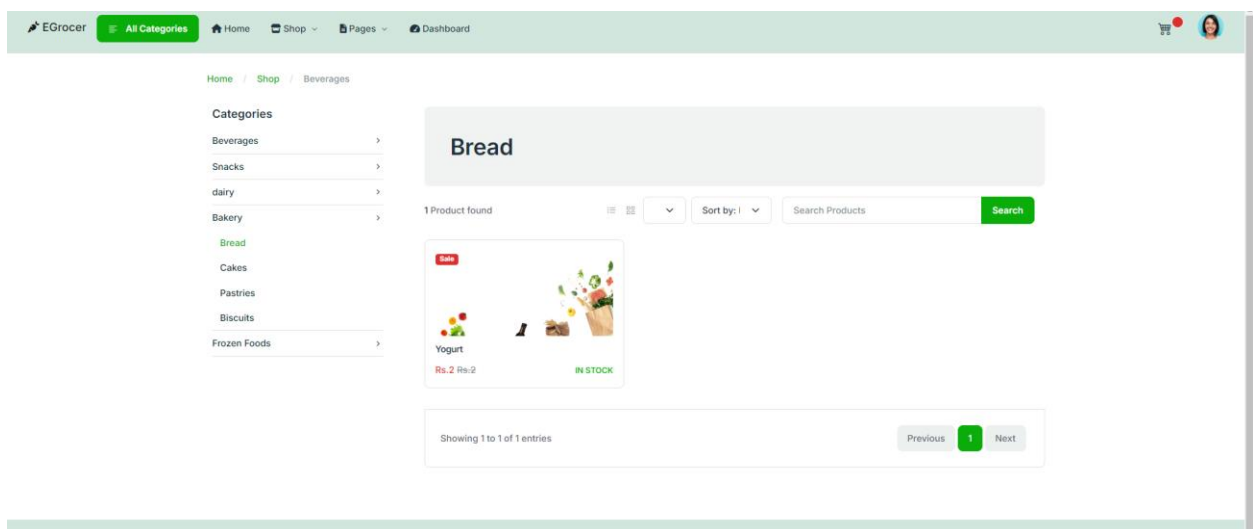 EGrocer All Categories Home Shop Pages Dashboard
Home / Shop / Beverages
Categories
Beverages
Snacks
dairy
Bakery
Bread
Cakes
Pastries
Biscuits
Frozen Foods
Bread
1 Product found Sort by: Search Products Search
Sale
Yogurt
Rs.2 Rs.2 IN STOCK
Showing 1 to 1 of 1 entries Previous 1 Next